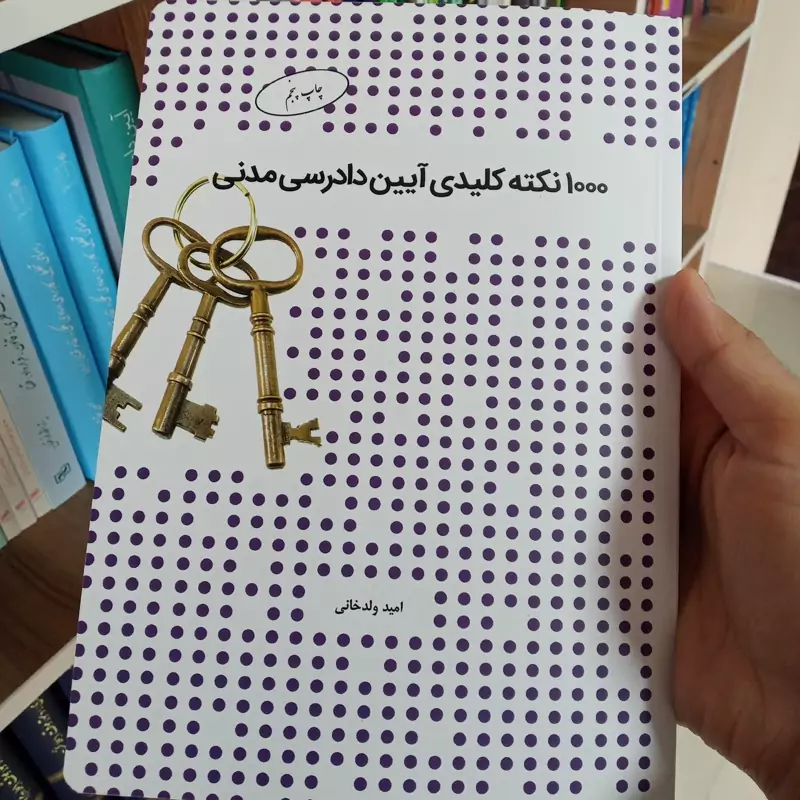 چاپ پنجم
۱۰۰۰ نکته کلیدی آیین دادرسی مدنی
امید ولدخانی